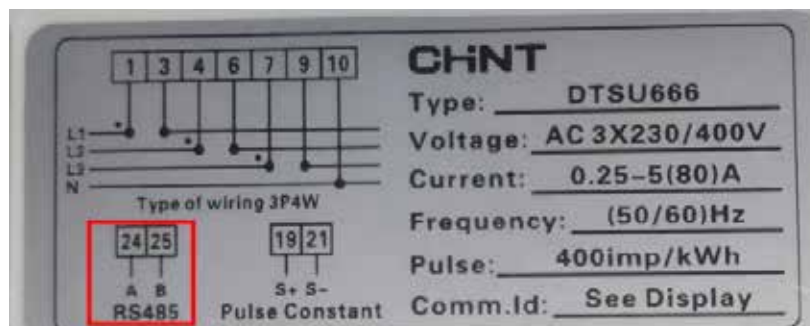 1 3 4 6 7 9 10
L1
L2
L3
N
Type of wiring 3P4W
24 25
A B
RS485
19 21
S+ S-
Pulse Constant
CHiNT
Type: DTSU666
Voltage: AC 3X230/400V
Current: 0.25-5(80)A
Frequency: (50/60)Hz
Pulse: 400imp/kWh
Comm.Id: See Display